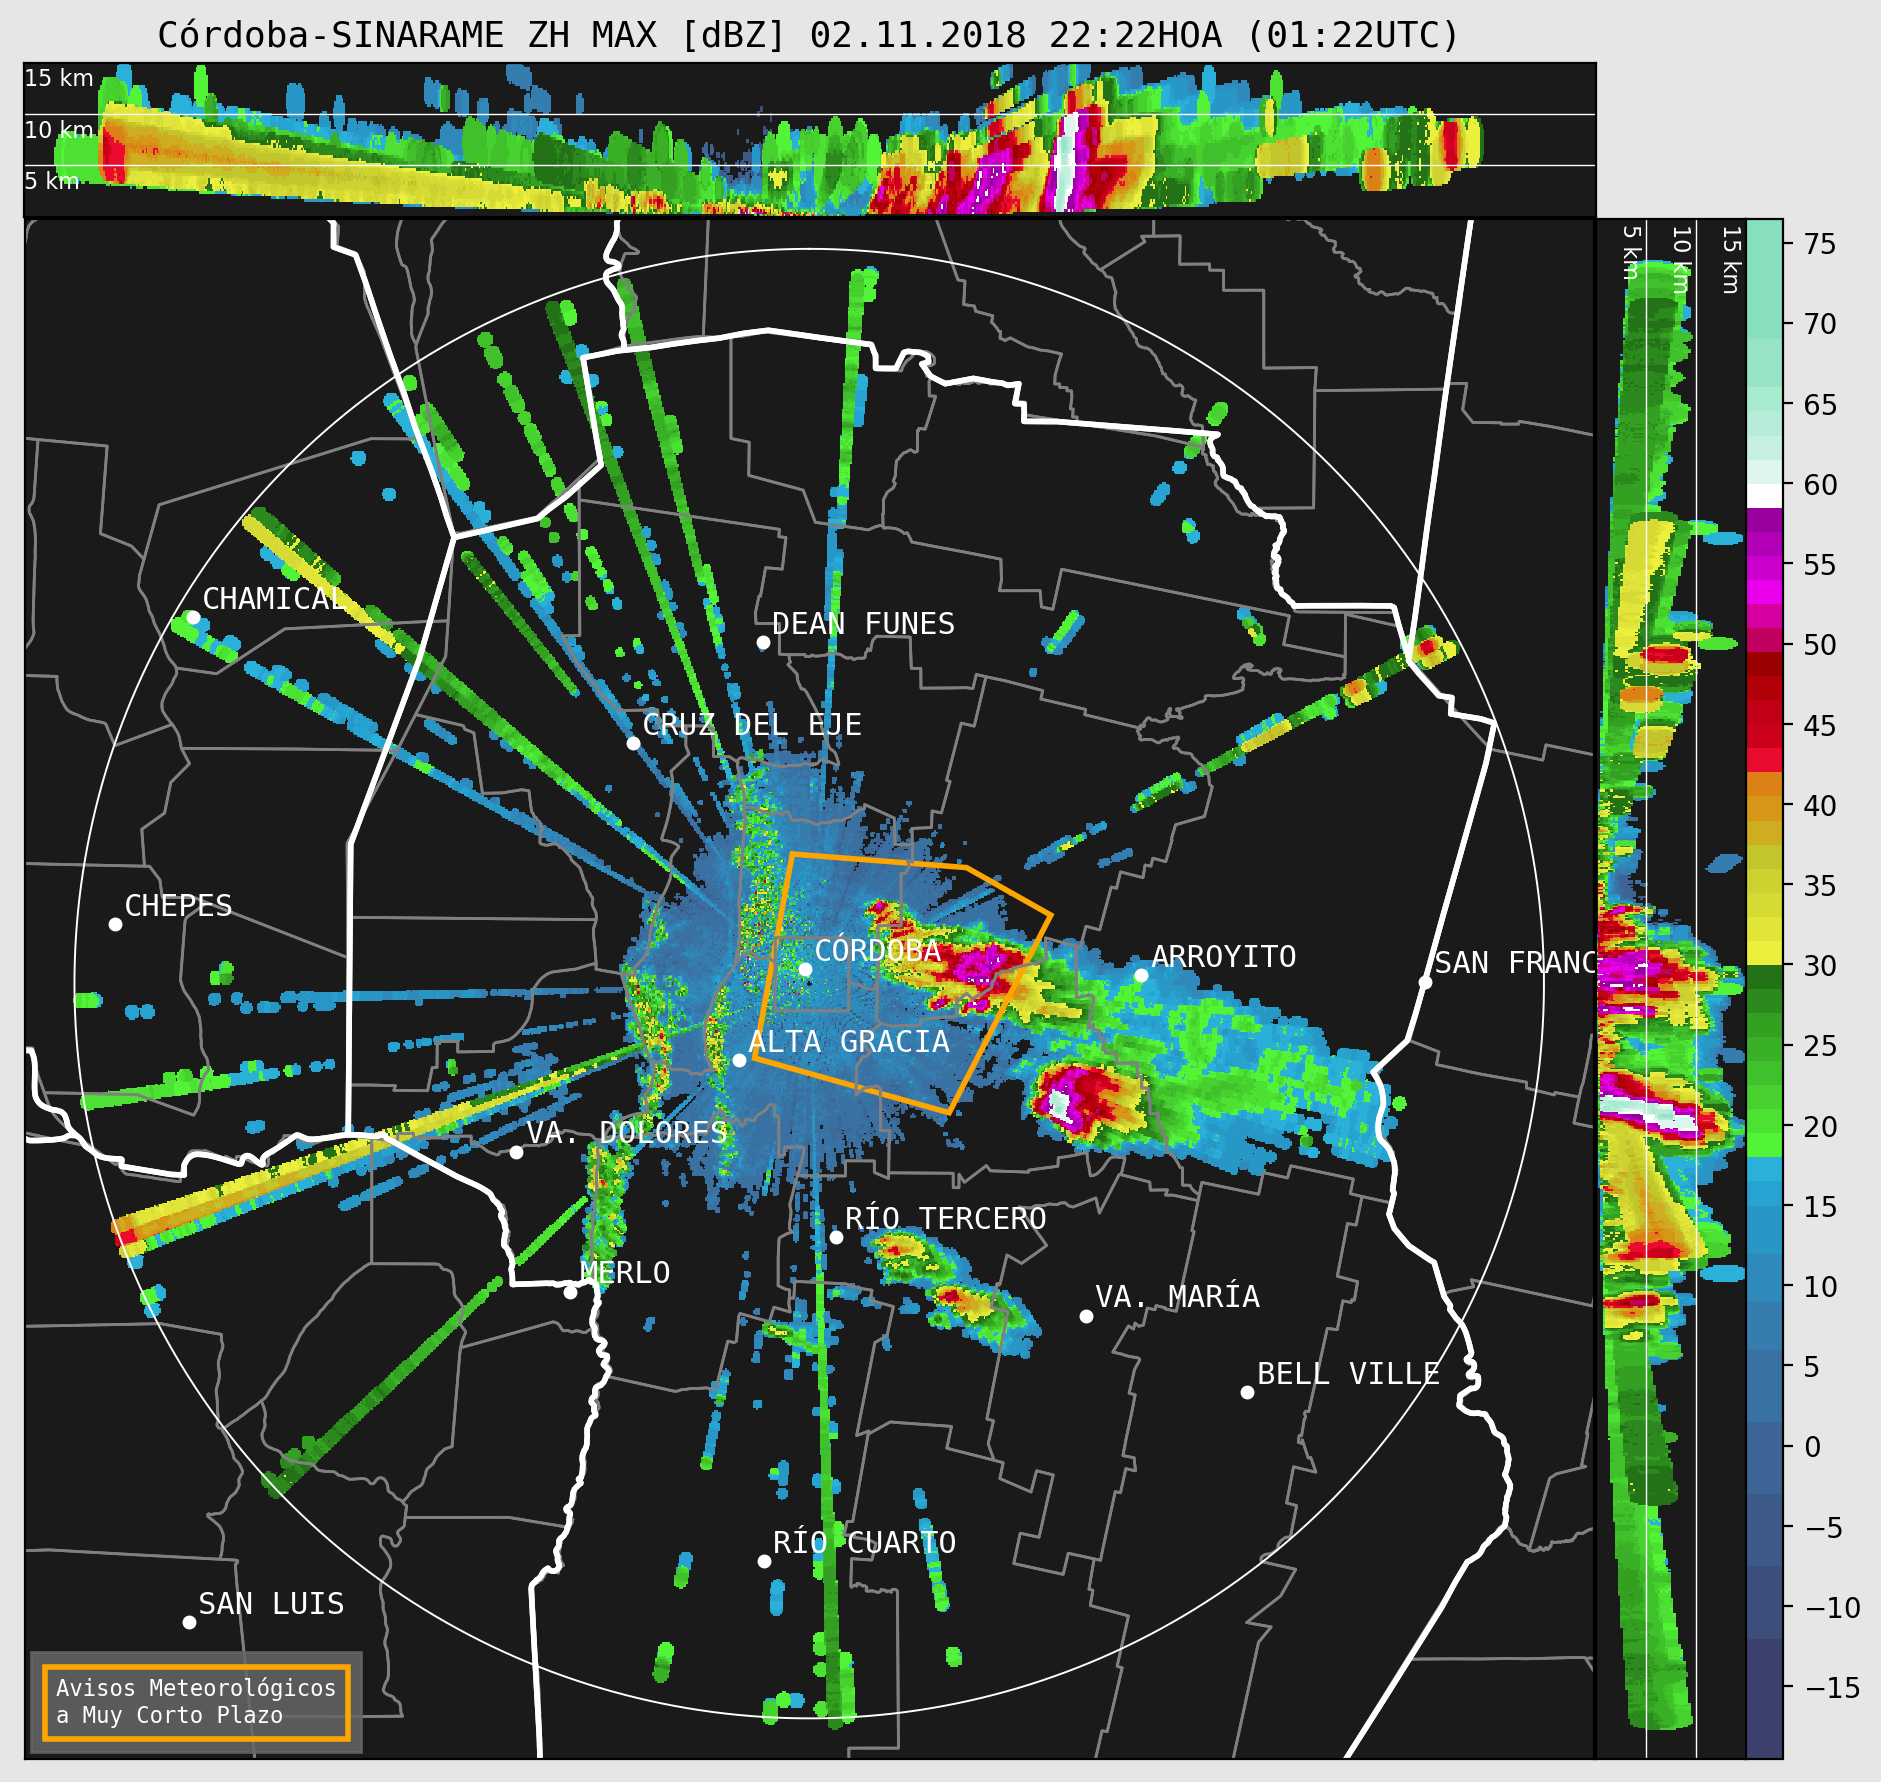 Córdoba-SINARAME ZH MAX [dBZ] 02.11.2018 22:22HOA (01:22UTC)
15 km
10 km
5 km
5 km
10 km
15 km
75
70
65
60
55
50
45
40
35
30
25
20
15
10
5
0
−5
−10
−15
CHAMICAL
DEAN FUNES
CRUZ DEL EJE
CHEPES
CÓRDOBA
ARROYITO
SAN FRANC
ALTA GRACIA
VA. DOLORES
RÍO TERCERO
MERLO
VA. MARÍA
BELL VILLE
RÍO CUARTO
SAN LUIS
Avisos Meteorológicos
a Muy Corto Plazo